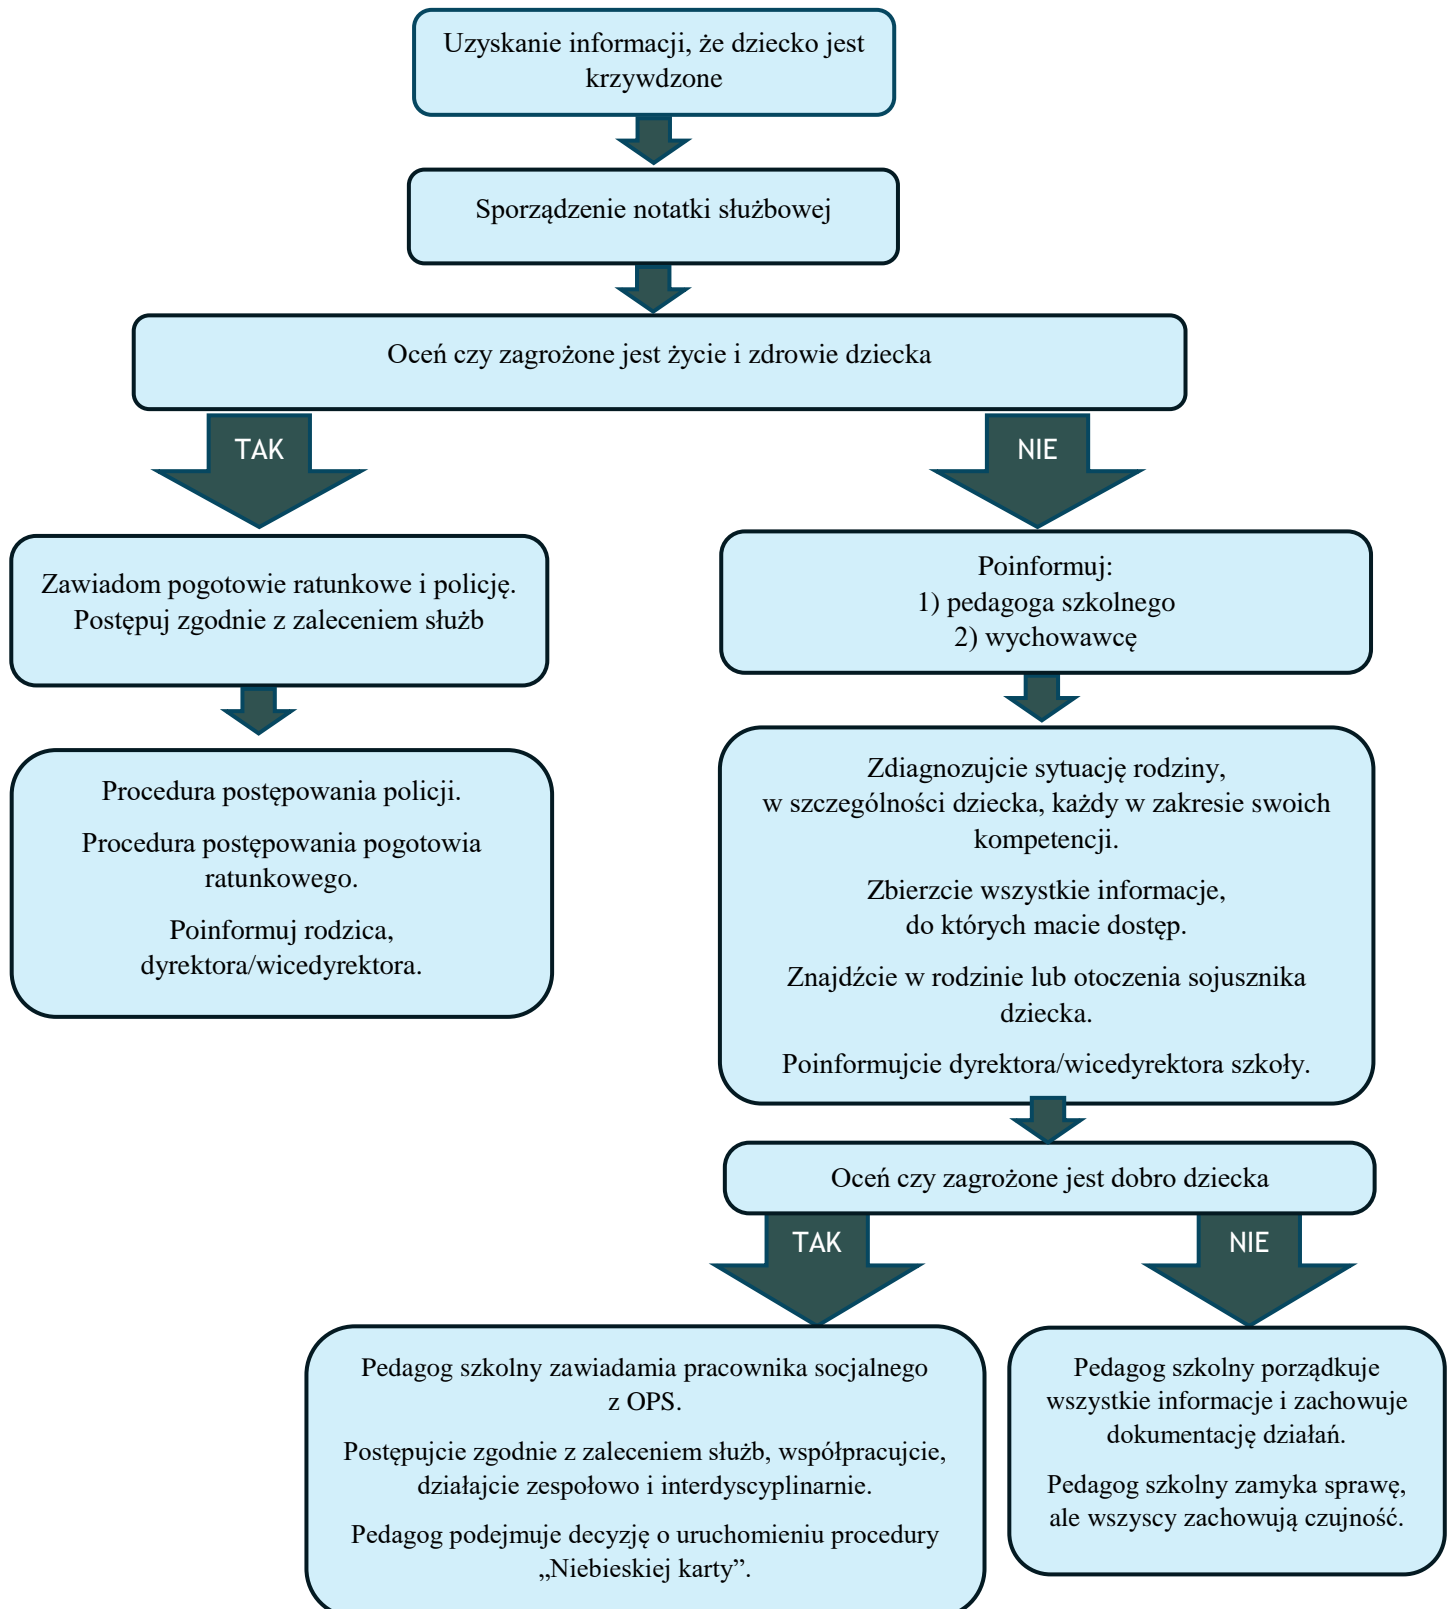 Uzyskanie informacji, że dziecko jest
krzywdzone
Sporządzenie notatki służbowej
Oceń czy zagrożone jest życie i zdrowie dziecka
TAK
NIE
Zawiadom pogotowie ratunkowe i policję.
Postępuj zgodnie z zaleceniem służb
Poinformuj:
1) pedagoga szkolnego
2) wychowawcę
Procedura postępowania policji.
Procedura postępowania pogotowia
ratunkowego.
Poinformuj rodzica,
dyrektora/wicedyrektora.
Zdiagnozujcie sytuację rodziny,
w szczególności dziecka, każdy w zakresie swoich
kompetencji.
Zbierzcie wszystkie informacje,
do których macie dostęp.
Znajdźcie w rodzinie lub otoczenia sojusznika
dziecka.
Poinformujcie dyrektora/wicedyrektora szkoły.
Oceń czy zagrożone jest dobro dziecka
TAK
NIE
Pedagog szkolny zawiadamia pracownika socjalnego
z OPS.
Postępujcie zgodnie z zaleceniem służb, współpracujcie,
działajcie zespołowo i interdyscyplinarnie.
Pedagog podejmuje decyzję o uruchomieniu procedury
„Niebieskiej karty”.
Pedagog szkolny porządkuje
wszystkie informacje i zachowuje
dokumentację działań.
Pedagog szkolny zamyka sprawę,
ale wszyscy zachowują czujność.